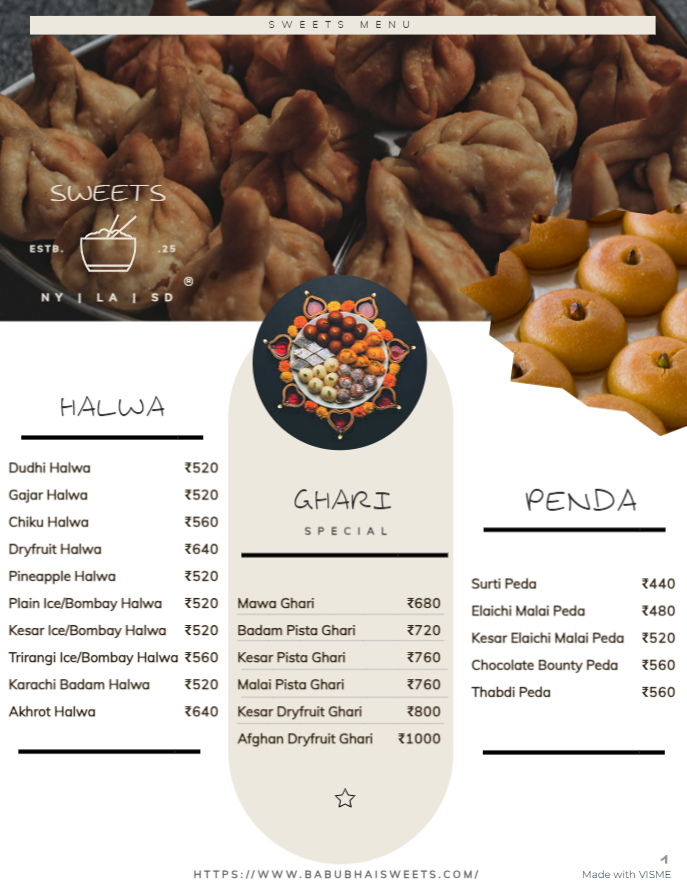 SWEETS MENU
SWEETS
ESTB. .25
®
NY | LA | SD
HALWA
Dudhi Halwa ₹520
Gajar Halwa ₹520
Chiku Halwa ₹560
Dryfruit Halwa ₹640
Pineapple Halwa ₹520
Plain Ice/Bombay Halwa ₹520
Kesar Ice/Bombay Halwa ₹520
Trirangi Ice/Bombay Halwa ₹560
Karachi Badam Halwa ₹520
Akhrot Halwa ₹640
GHARI
SPECIAL
Mawa Ghari ₹680
Badam Pista Ghari ₹720
Kesar Pista Ghari ₹760
Malai Pista Ghari ₹760
Kesar Dryfruit Ghari ₹800
Afghan Dryfruit Ghari ₹1000
PENDA
Surti Peda ₹440
Elaichi Malai Peda ₹480
Kesar Elaichi Malai Peda ₹520
Chocolate Bounty Peda ₹560
Thabdi Peda ₹560
HTTPS://WWW.BABUBHAISWEETS.COM/
1
Made with VISME